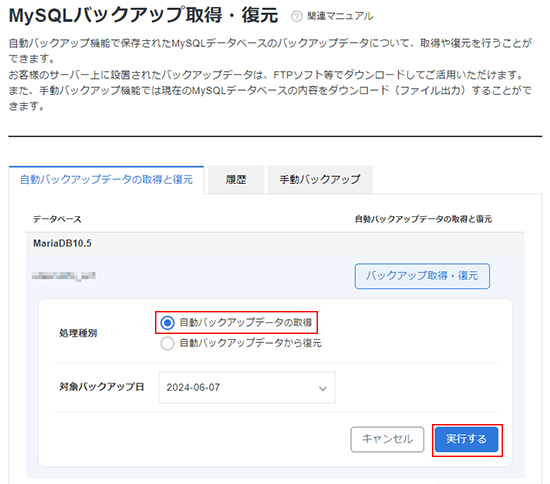 MySQLバックアップ取得・復元 ? 関連マニュアル
自動バックアップ機能で保存されたMySQLデータベースのバックアップデータについて、取得や復元を行うことが
できます。
お客様のサーバー上に設置されたバックアップデータは、FTPソフト等でダウンロードしてご活用いただけます。
また、手動バックアップ機能では現在のMySQLデータベースの内容をダウンロード（ファイル出力）することがで
きます。
自動バックアップデータの取得と復元 履歴 手動バックアップ
データベース 自動バックアップデータの取得と復元
MariaDB10.5
バックアップ取得・復元
処理種別
自動バックアップデータの取得
自動バックアップデータから復元
対象バックアップ日 2024-06-07
キャンセル 実行する